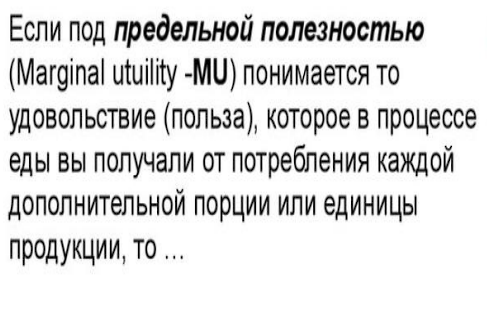 Если под предельной полезностью
(Marginal utuility -MU) понимается то
удовольствие (польза), которое в процессе
еды вы получали от потребления каждой
дополнительной порции или единицы
продукции, то ...